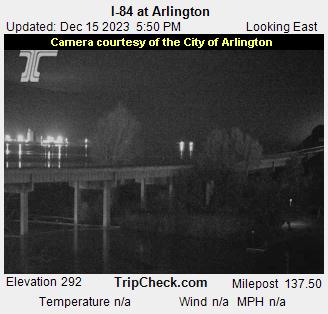 I-84 at Arlington
Updated: Dec 15 2023 5:50 PM Looking East
Camera courtesy of the City of Arlington
Elevation 292 TripCheck.com Milepost 137.50
Temperature n/a Wind n/a MPH n/a